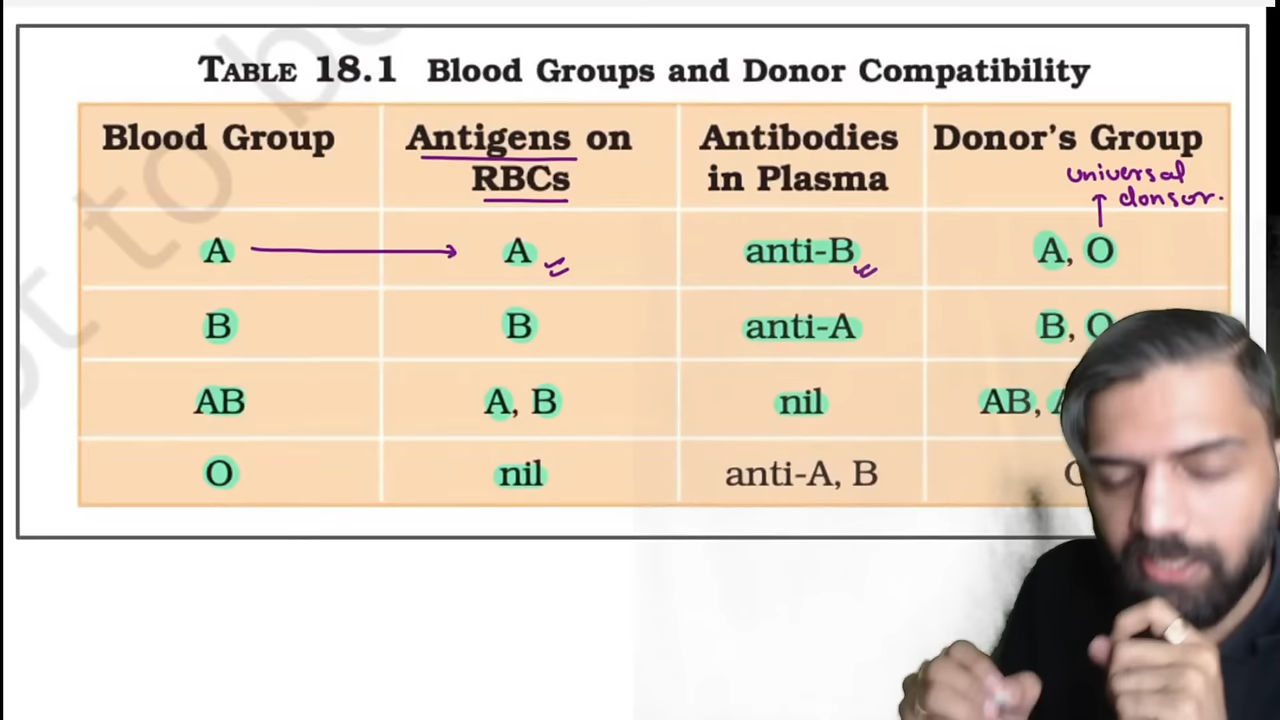 TABLE 18.1 Blood Groups and Donor Compatibility
Blood Group
Antigens on
RBCs
Antibodies
in Plasma
Donor's Group
universal
donsor.
A A anti-B A, O
B B anti-A B, O
AB A, B nil AB,
O nil anti-A, B